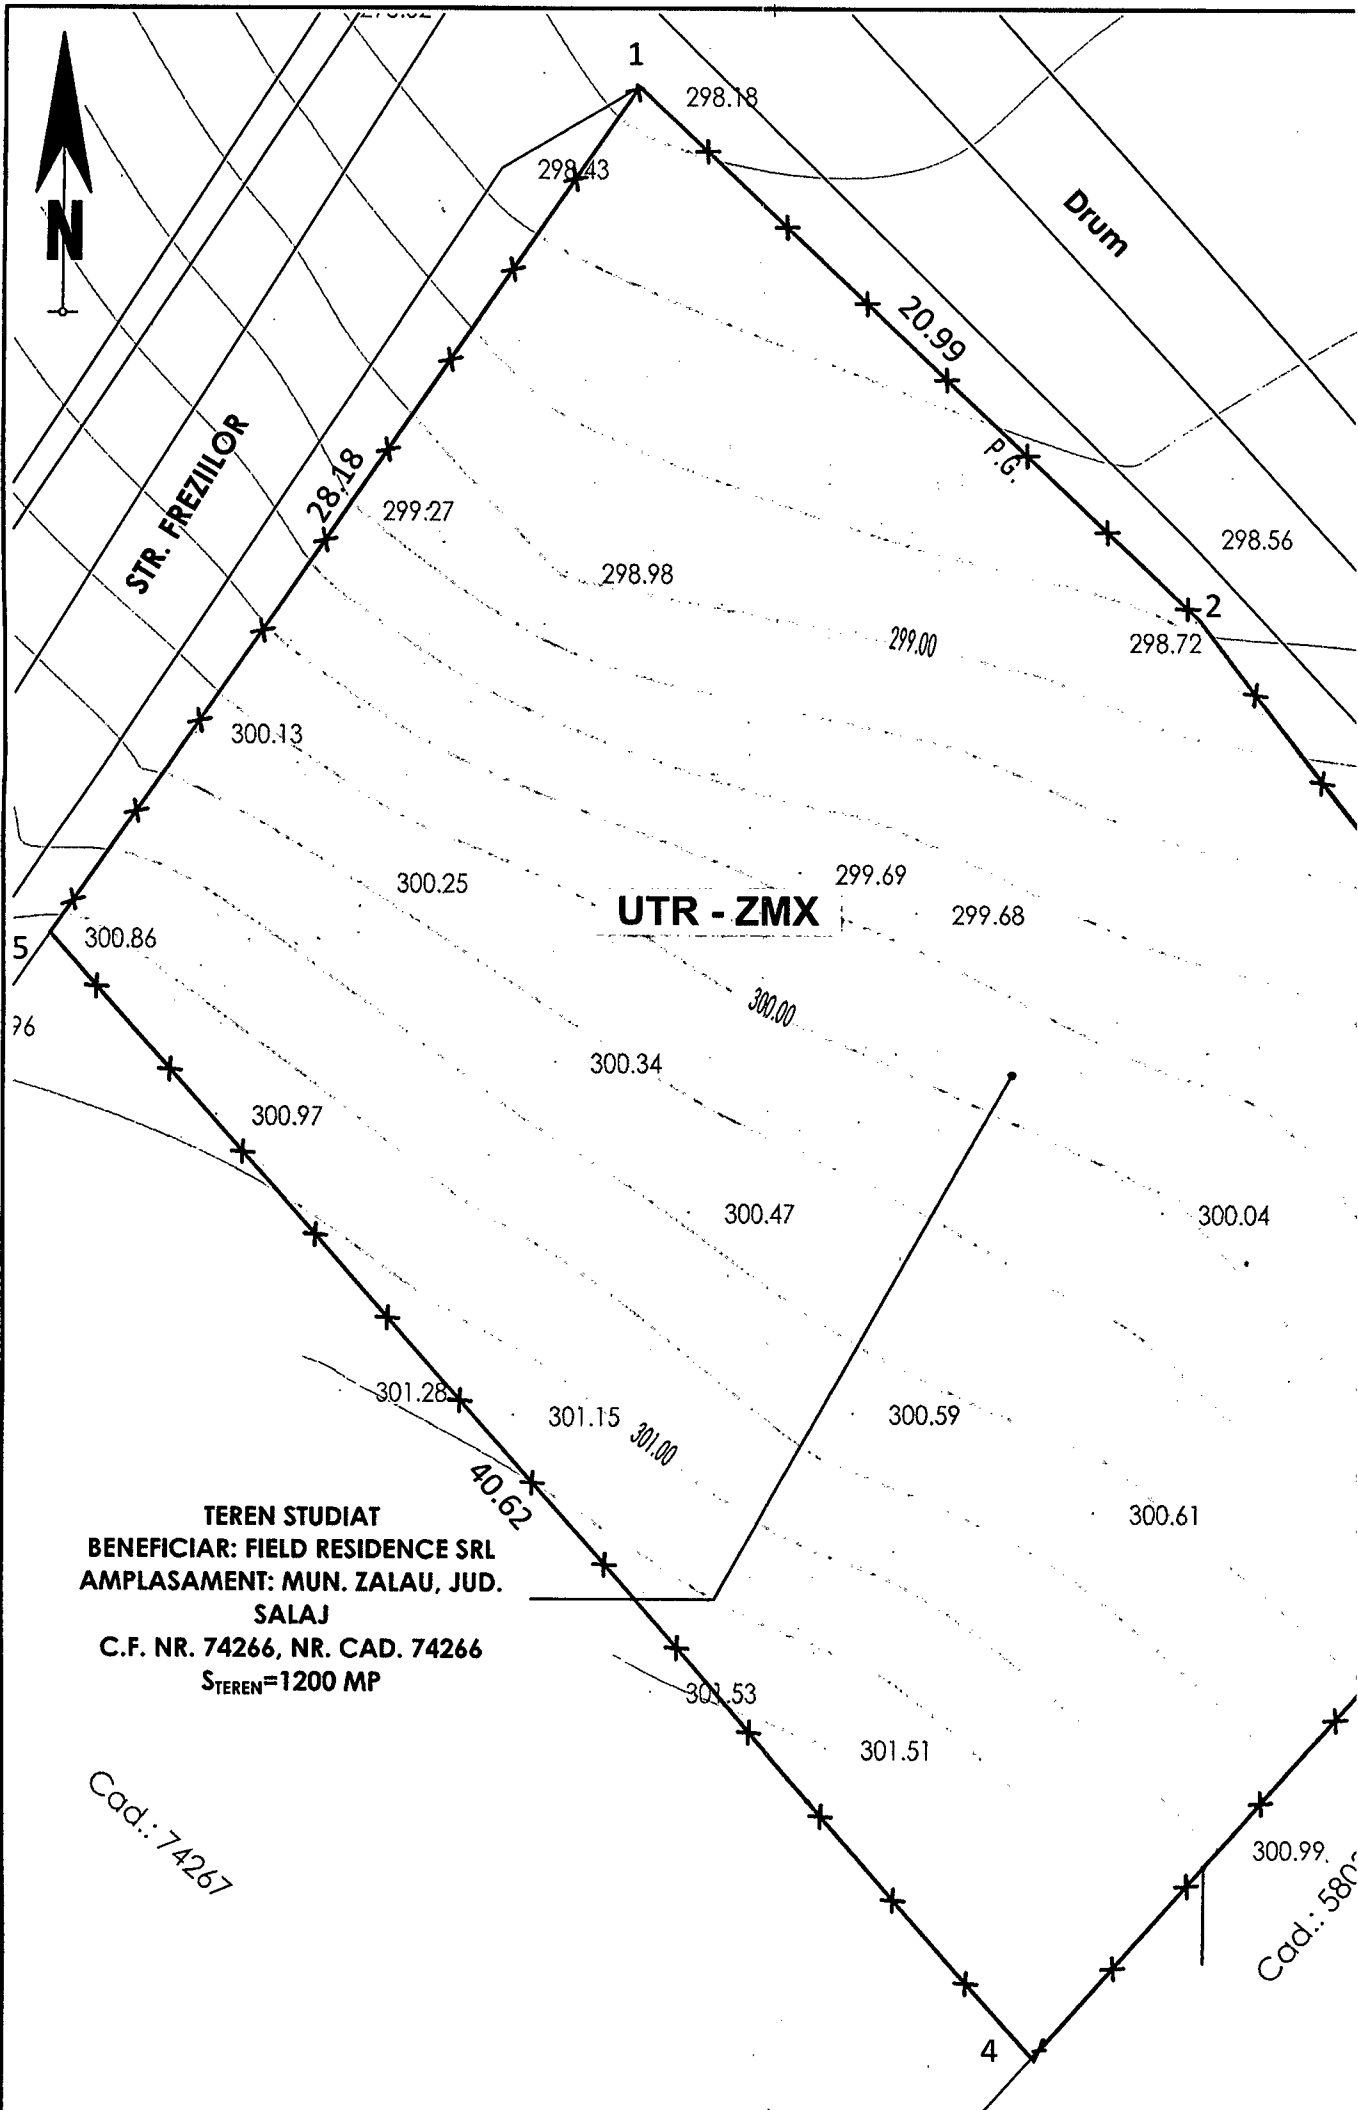 1
298.18
298.43
N
Drum
20.99
P.G.
STR. FREZIILOR
28.18
299.27
298.56
298.98
2
299.00
298.72
300.13
299.69
300.25
UTR - ZMX
299.68
5
300.86
300.00
300.34
300.97
300.47
300.04
301.28
301.15
301.00
300.59
40.62
300.61
TEREN STUDIAT
BENEFICIAR: FIELD RESIDENCE SRL
AMPLASAMENT: MUN. ZALAU, JUD.
SALAJ
C.F. NR. 74266, NR. CAD. 74266
STEREN=1200 MP
301.53
301.51
Cad.: 74267
300.99
Cad.:
4